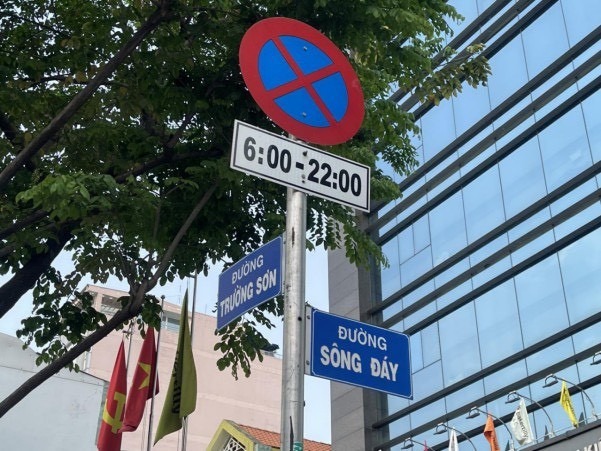 6:00-22:00
ĐƯỜNG
TRƯỜNG SƠN
ĐƯỜNG
SÔNG ĐÁY